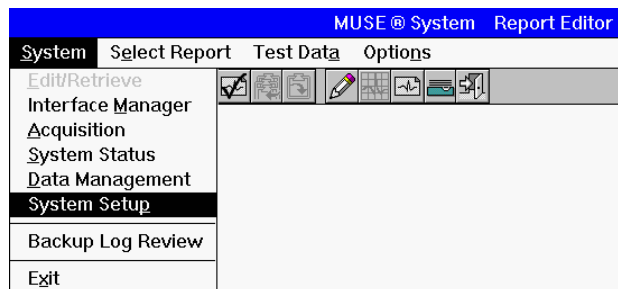 MUSE ® System Report Editor
System Select Report Test Data Options
Edit/Retrieve
Interface Manager
Acquisition
System Status
Data Management
System Setup
Backup Log Review
Exit